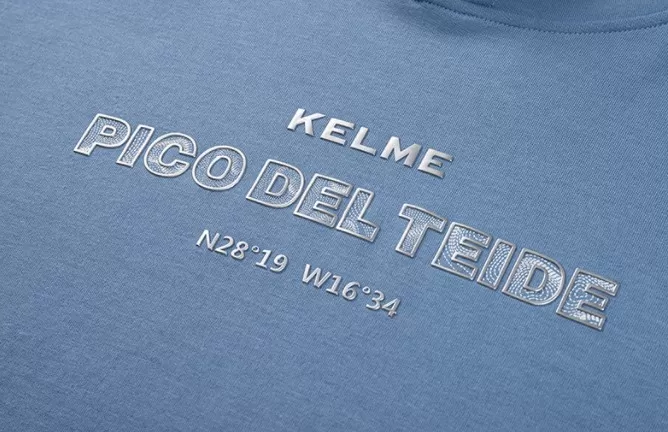 KELME
PICO DEL TEIDE
N28°19 W16°34